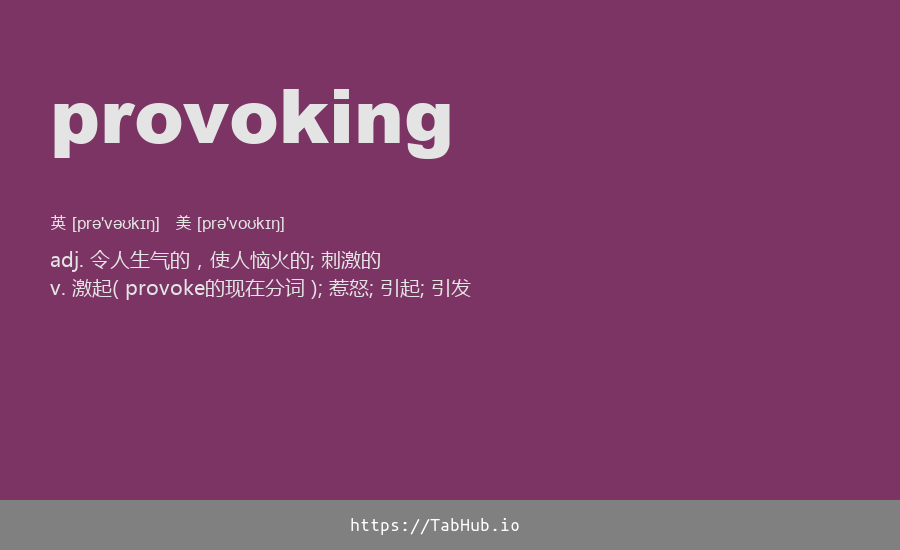 provoking
英 [prə'vəʊkɪŋ] 美 [prə'voʊkɪŋ]
adj. 令人生气的，使人恼火的; 刺激的
v. 激起( provoke的现在分词 ); 惹怒; 引起; 引发
https://TabHub.io